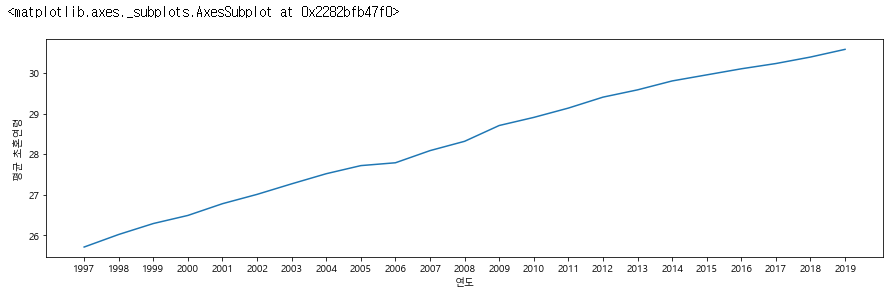 <matplotlib.axes._subplots.AxesSubplot at 0x2282bfb47f0>
30
29
28
27
26
평균 초혼연령
1997 1998 1999 2000 2001 2002 2003 2004 2005 2006 2007 2008 2009 2010 2011 2012 2013 2014 2015 2016 2017 2018 2019
연도